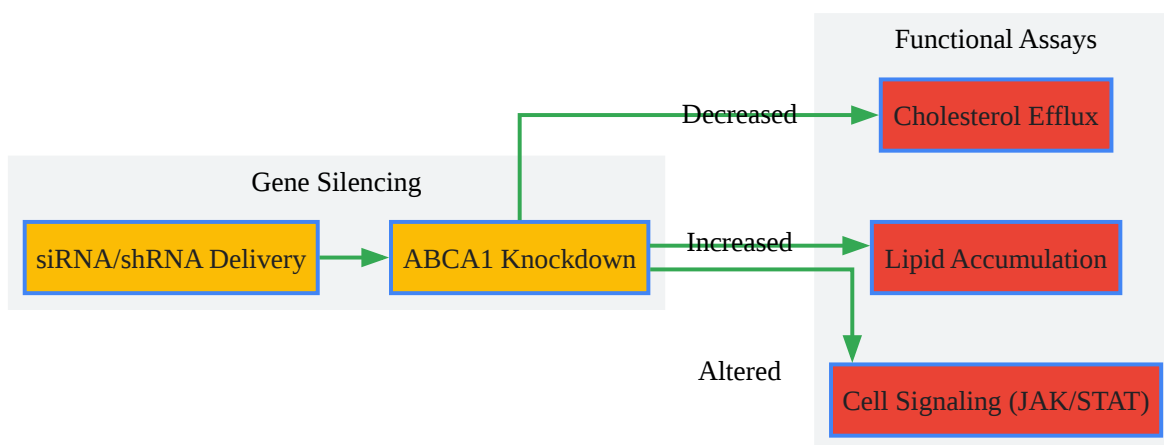 Functional Assays
Decreased
Cholesterol Efflux
Gene Silencing
siRNA/shRNA Delivery
ABCA1 Knockdown
Increased
Lipid Accumulation
Altered
Cell Signaling (JAK/STAT)